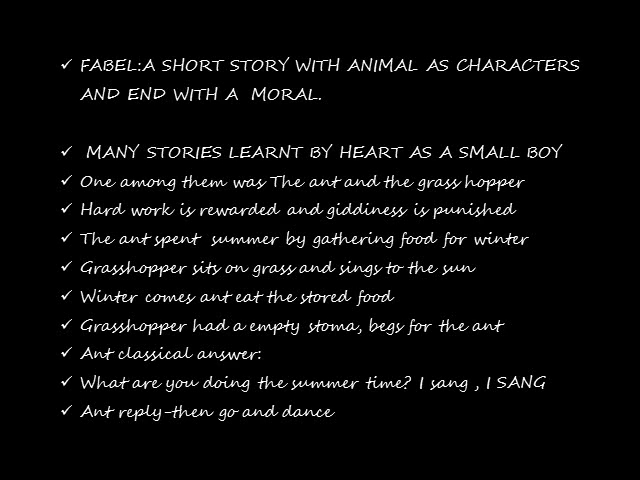 ✓ FABEL:A SHORT STORY WITH ANIMAL AS CHARACTERS
AND END WITH A MORAL.
✓ MANY STORIES LEARNT BY HEART AS A SMALL BOY
✓ One among them was The ant and the grass hopper
✓ Hard work is rewarded and giddiness is punished
✓ The ant spent summer by gathering food for winter
✓ Grasshopper sits on grass and sings to the sun
✓ Winter comes ant eat the stored food
✓ Grasshopper had a empty stoma, begs for the ant
✓ Ant classical answer:
✓ What are you doing the summer time? I sang , I SANG
✓ Ant reply-then go and dance